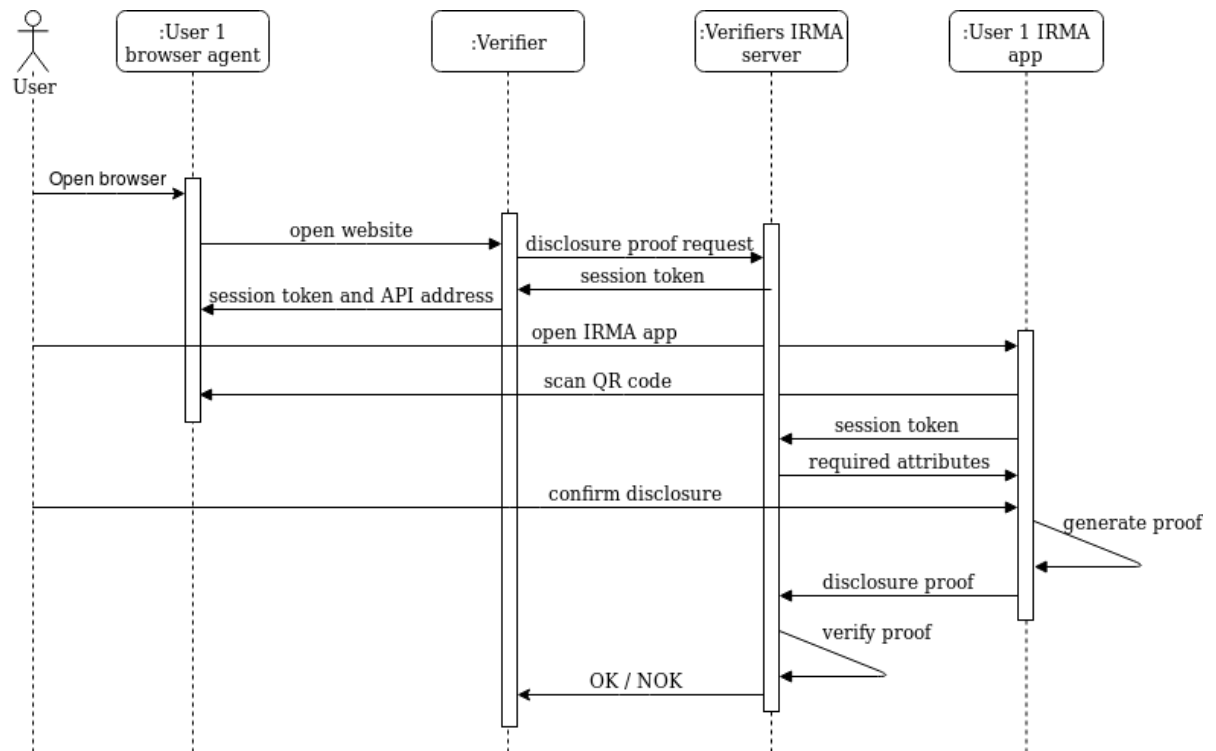 :User 1
browser agent
:Verifier
:Verifiers IRMA
server
:User 1 IRMA
app
User
Open browser
open website
disclosure proof request
session token
session token and API address
open IRMA app
scan QR code
session token
required attributes
confirm disclosure
generate proof
disclosure proof
verify proof
OK / NOK